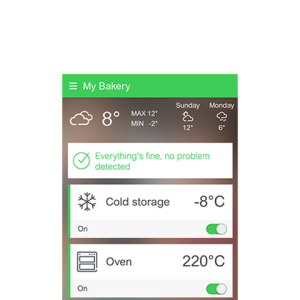 My Bakery
8° MAX 12° MIN -2°
Sunday 12°
Monday 6°
Everything's fine, no problem
detected
Cold storage -8°C
On
Oven 220°C
On